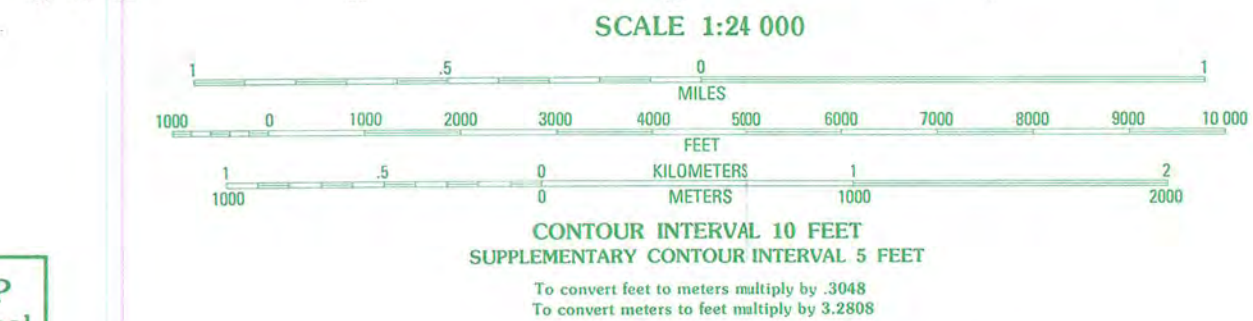 SCALE 1:24 000
1 .5 0 1
MILES
1000 0 1000 2000 3000 4000 5000 6000 7000 8000 9000 10 000
FEET
1 .5 0 KILOMETERS 1 2
1000 0 METERS 1000 2000
CONTOUR INTERVAL 10 FEET
SUPPLEMENTARY CONTOUR INTERVAL 5 FEET
To convert feet to meters multiply by .3048
To convert meters to feet multiply by 3.2808